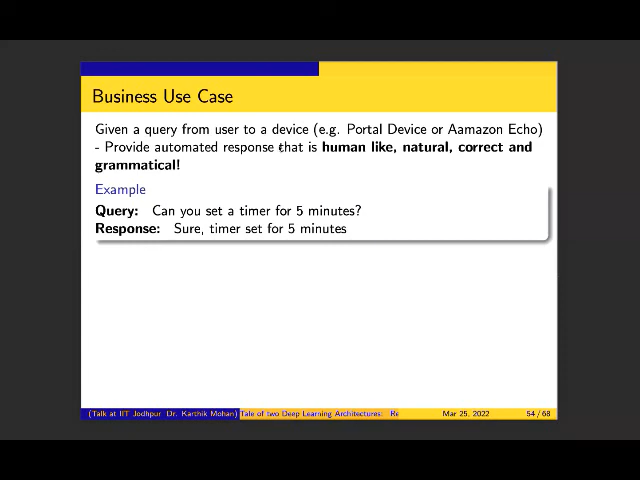 Business Use Case
Given a query from user to a device (e.g. Portal Device or Aamazon Echo)
- Provide automated response that is human like, natural, correct and
grammatical!
Example
Query: Can you set a timer for 5 minutes?
Response: Sure, timer set for 5 minutes
(Talk at IIT Jodhpur Dr. Karthik Mohan) Tale of two Deep Learning Architectures: Re Mar 25, 2022 54 / 68